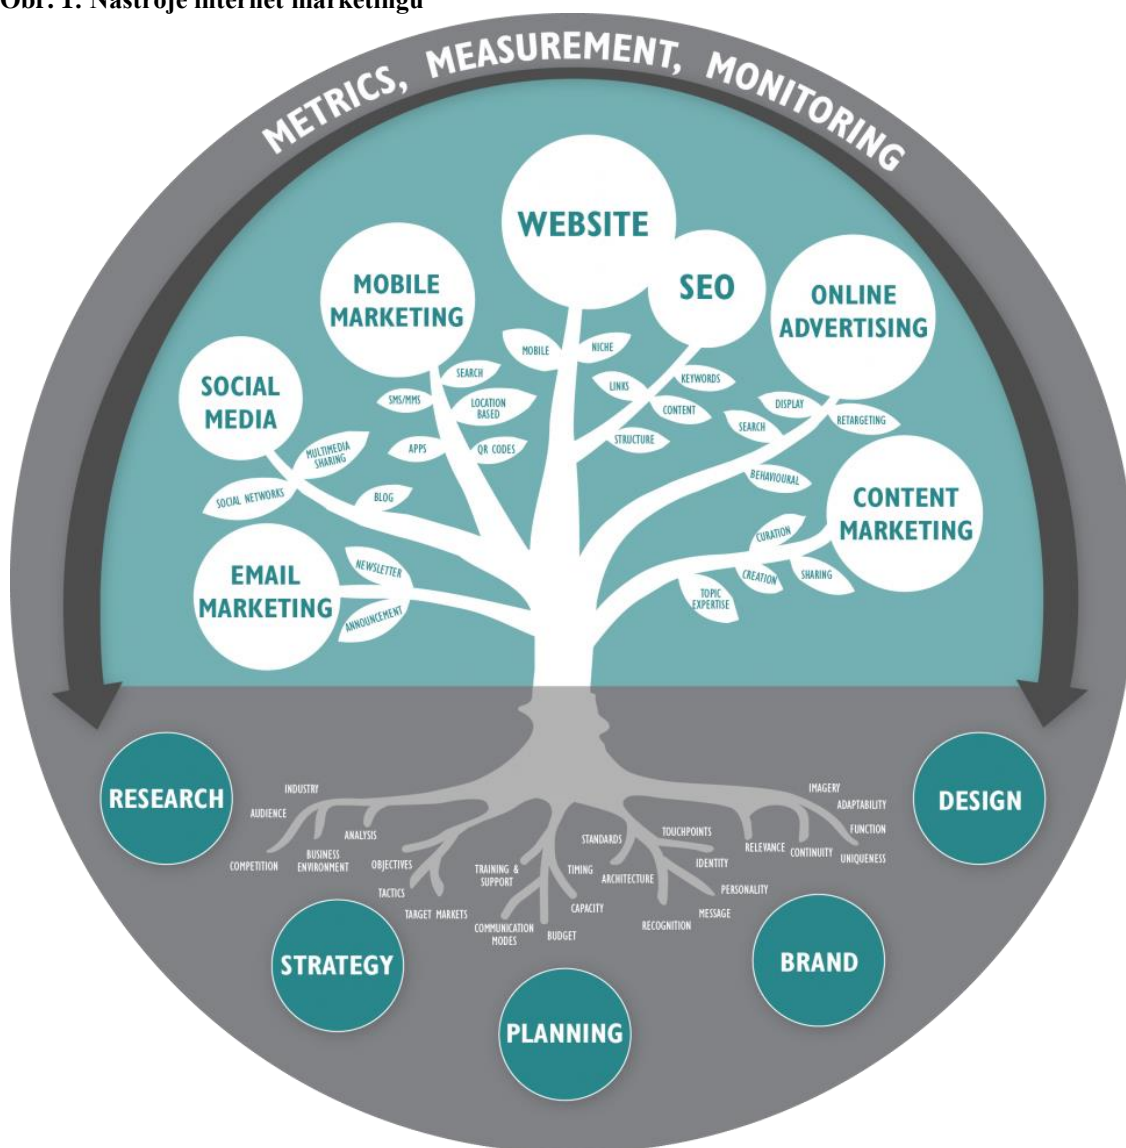 Obr. 1: Nástroje internet marketingu
METRICS, MEASUREMENT, MONITORING
WEBSITE
MOBILE
NICHE
SEO
LINKS
KEYWORDS
CONTENT
STRUCTURE
MOBILE
MARKETING
SEARCH
SMS/MMS
LOCATION
BASED
APPS
QR CODES
ONLINE
ADVERTISING
DISPLAY
RETARGETING
SEARCH
BEHAVIOURAL
SOCIAL
MEDIA
MULTIMEDIA
SHARING
SOCIAL NETWORKS
BLOG
CONTENT
MARKETING
CURATION
CREATION
SHARING
TOPIC
EXPERTISE
EMAIL
MARKETING
NEWSLETTER
ANNOUNCEMENT
RESEARCH
INDUSTRY
AUDIENCE
ANALYSIS
COMPETITION
BUSINESS
ENVIRONMENT
STRATEGY
OBJECTIVES
TACTICS
TARGET MARKETS
PLANNING
TRAINING &
SUPPORT
TIMING
CAPACITY
COMMUNICATION
MODES
BUDGET
BRAND
STANDARDS
TOUCHPOINTS
ARCHITECTURE
IDENTITY
PERSONALITY
MESSAGE
RECOGNITION
DESIGN
IMAGERY
ADAPTABILITY
FUNCTION
RELEVANCE
CONTINUITY
UNIQUENESS